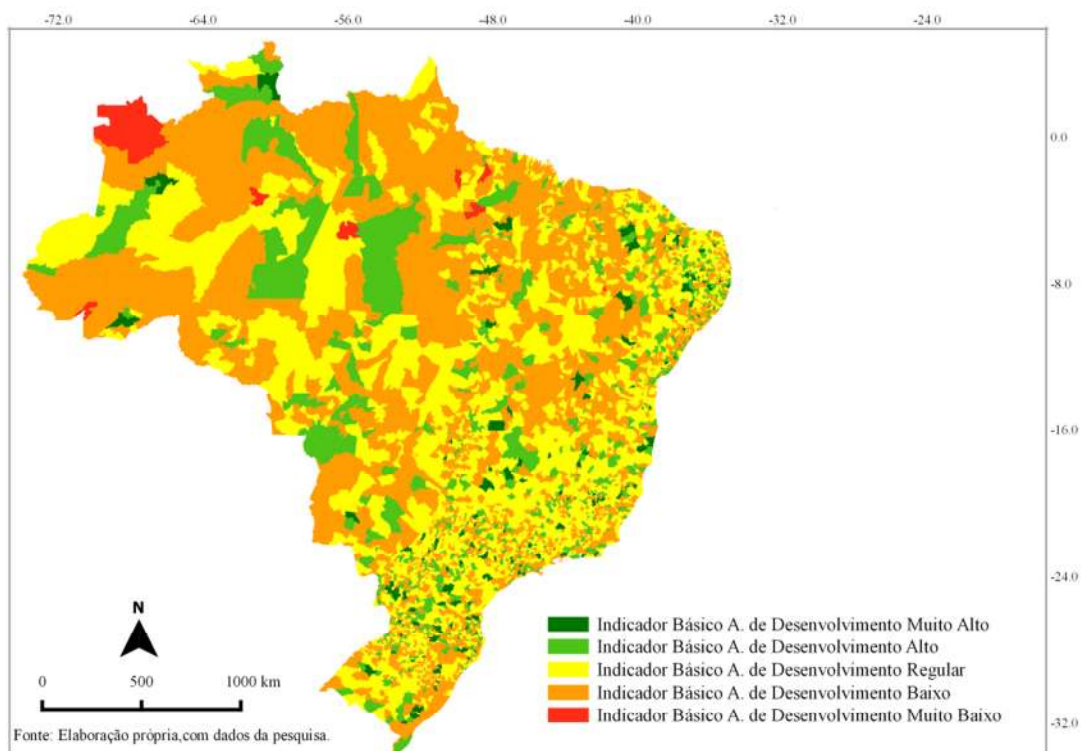 -72.0 -64.0 -56.0 -48.0 -40.0 -32.0 -24.0
0.0
-8.0
-16.0
-24.0
-32.0
N
0 500 1000 km
Indicador Básico A. de Desenvolvimento Muito Alto
Indicador Básico A. de Desenvolvimento Alto
Indicador Básico A. de Desenvolvimento Regular
Indicador Básico A. de Desenvolvimento Baixo
Indicador Básico A. de Desenvolvimento Muito Baixo
Fonte: Elaboração própria,com dados da pesquisa.